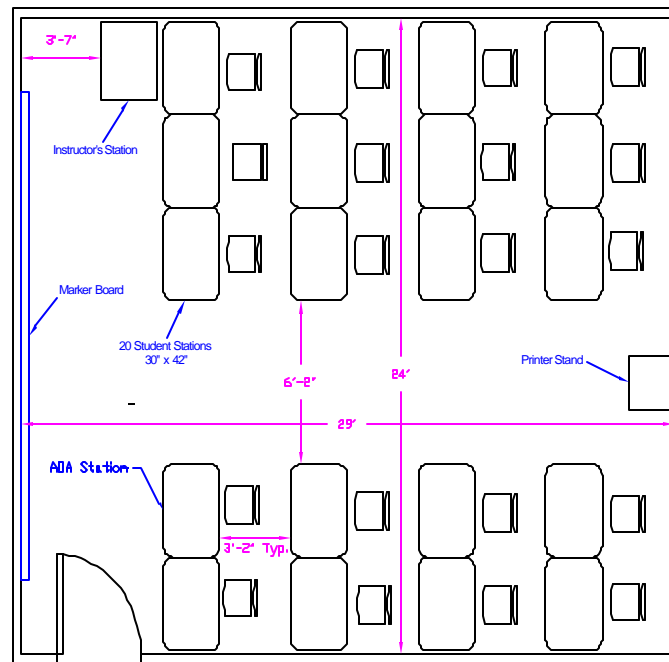 3'-7"
Instructor's Station
Marker Board
20 Student Stations
30" x 42"
Printer Stand
6'-2"
24'
29'
ADA Station
3'-2" Typ.